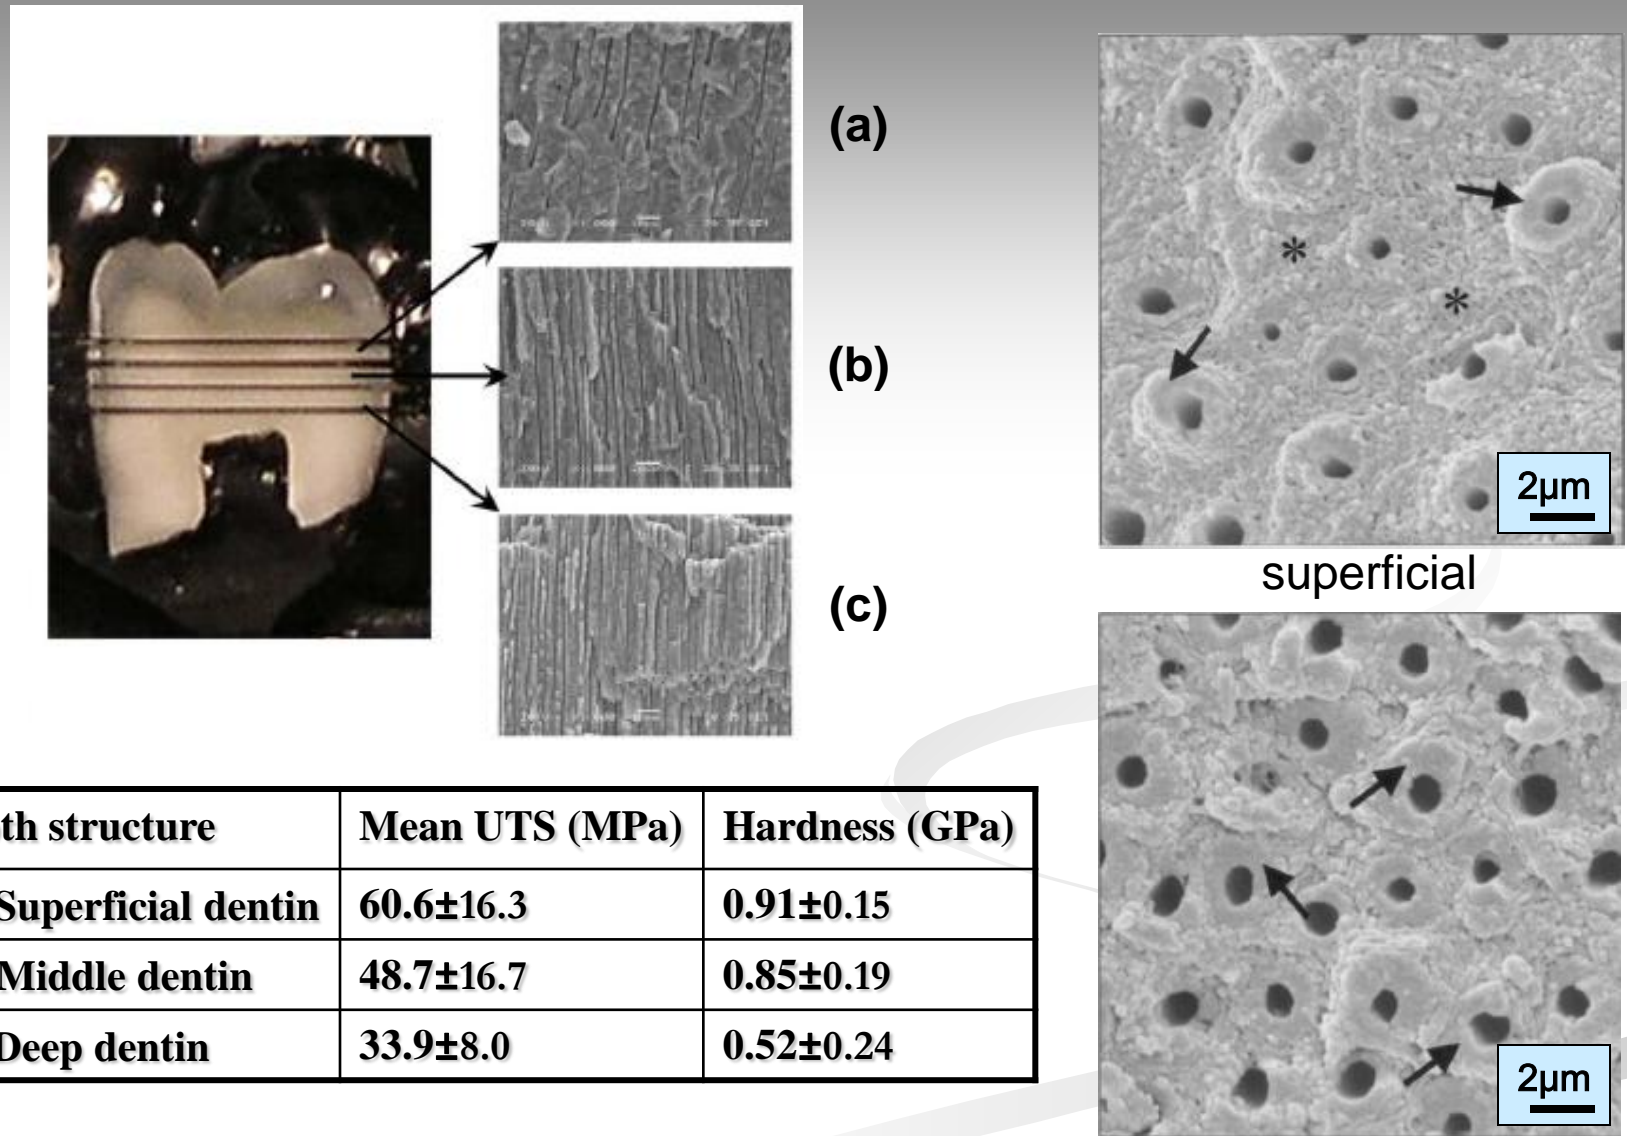 (a)
(b)
(c)
2µm
superficial
2µm
th structure Mean UTS (MPa) Hardness (GPa)
Superficial dentin 60.6±16.3 0.91±0.15
Middle dentin 48.7±16.7 0.85±0.19
Deep dentin 33.9±8.0 0.52±0.24